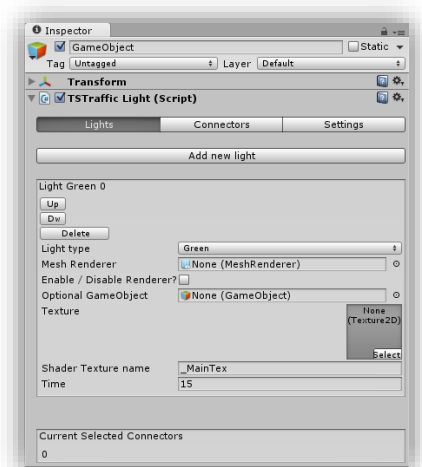 Inspector
GameObject Static
Tag Untagged Layer Default
Transform
TSTraffic Light (Script)
Lights Connectors Settings
Add new light
Light Green 0
Up
Dw
Delete
Light type Green
Mesh Renderer None (MeshRenderer)
Enable / Disable Renderer?
Optional GameObject None (GameObject)
Texture None
(Texture2D)
Select
Shader Texture name _MainTex
Time 15
Current Selected Connectors
0